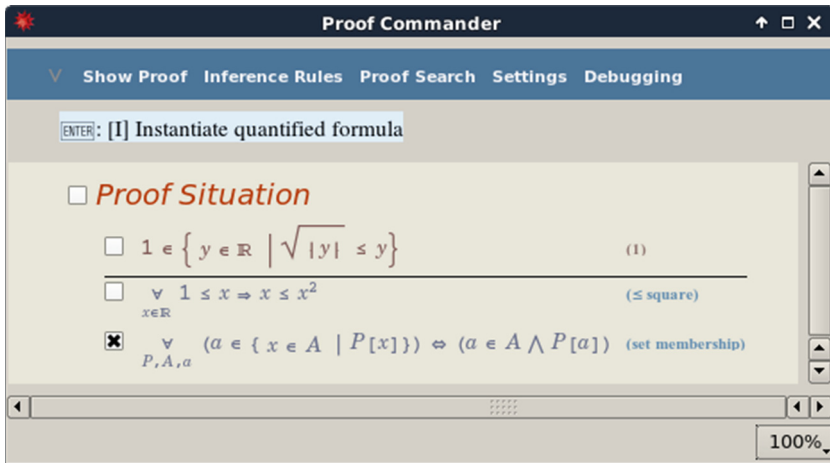 Proof Commander
V Show Proof Inference Rules Proof Search Settings Debugging
ENTER: [I] Instantiate quantified formula
Proof Situation
1 ∈ { y ∈ ℝ | √|y| ≤ y} (1)
∀ 1 ≤ x ⇒ x ≤ x² (≤ square)
x∈ℝ
∀ (a ∈ { x ∈ A | P[x]}) ⇔ (a ∈ A ⋀ P[a]) (set membership)
P,A,a
100%